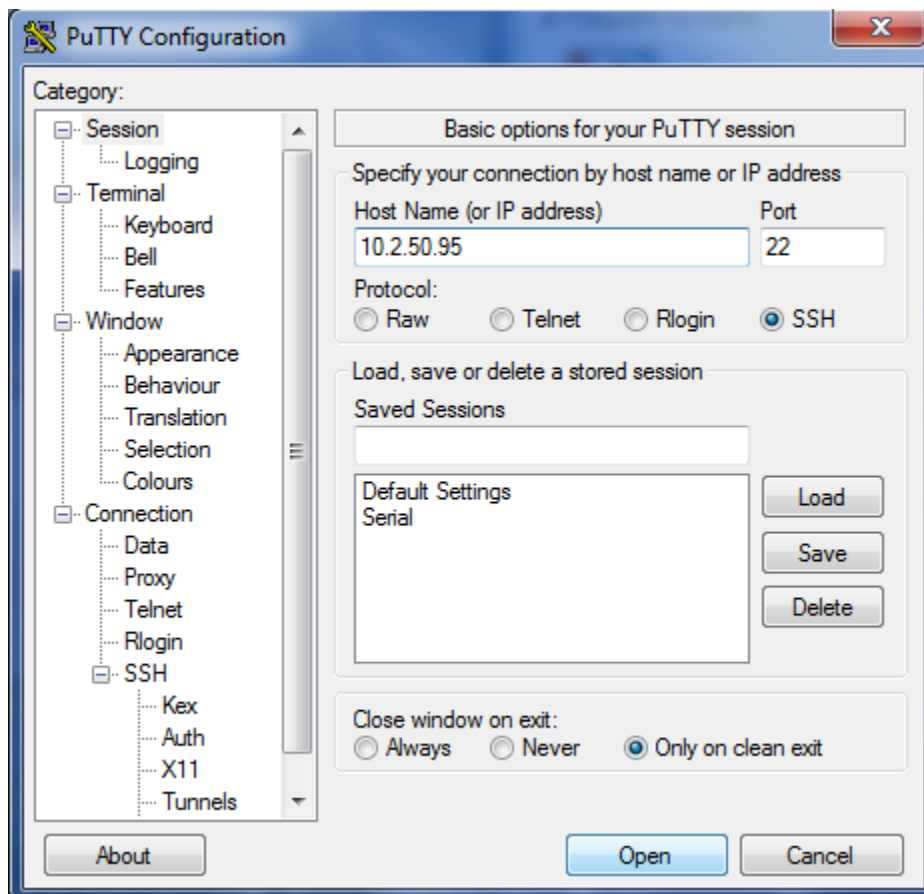 PuTTY Configuration
Category:
Session
Logging
Terminal
Keyboard
Bell
Features
Window
Appearance
Behaviour
Translation
Selection
Colours
Connection
Data
Proxy
Telnet
Rlogin
SSH
Kex
Auth
X11
Tunnels
Basic options for your PuTTY session
Specify your connection by host name or IP address
Host Name (or IP address) Port
10.2.50.95 22
Protocol:
Raw Telnet Rlogin SSH
Load, save or delete a stored session
Saved Sessions
Default Settings
Serial
Load
Save
Delete
Close window on exit:
Always Never Only on clean exit
About Open Cancel